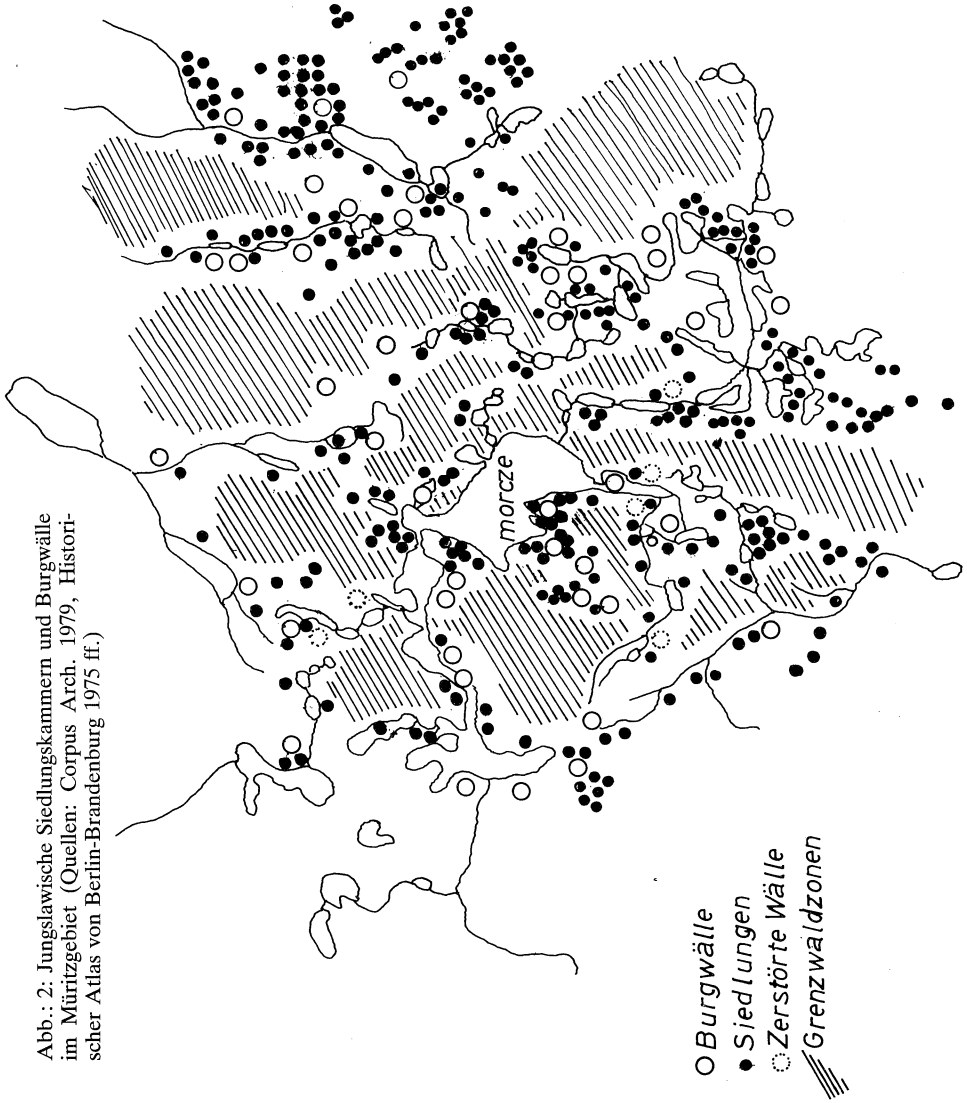 Abb.: 2: Jungslawische Siedlungskammern und Burgwälle
im Müritzgebiet (Quellen: Corpus Arch. 1979, Histori-
scher Atlas von Berlin-Brandenburg 1975 ff.)
morcze
Burgwälle
Siedlungen
Zerstörte Wälle
Grenzwaldzonen